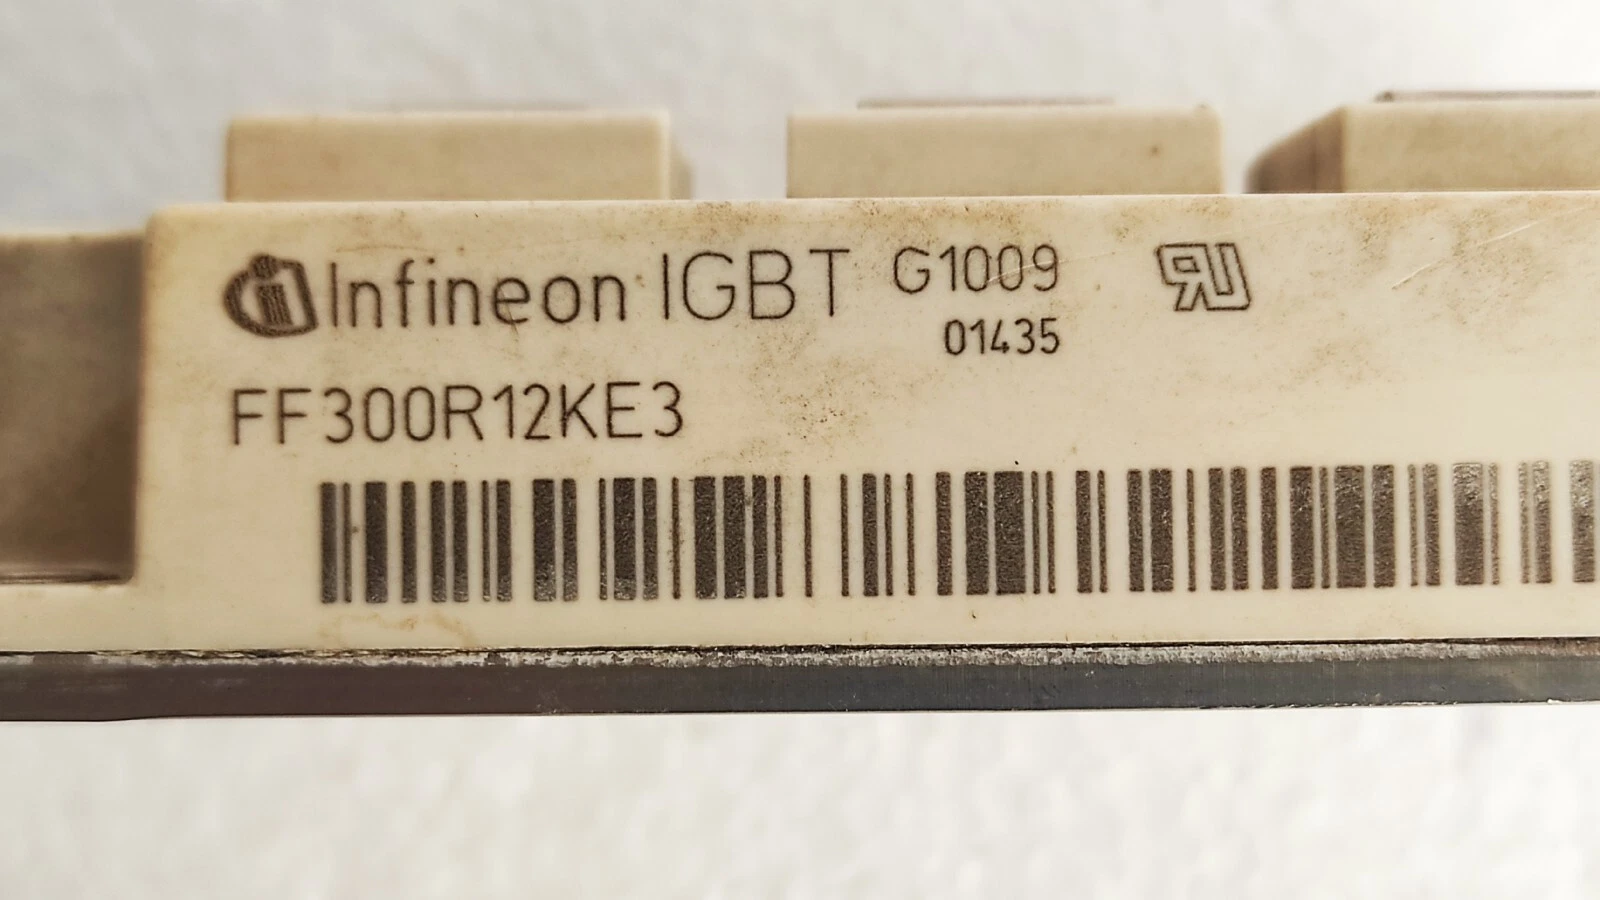 Infineon IGBT G1009
01435
FF300R12KE3